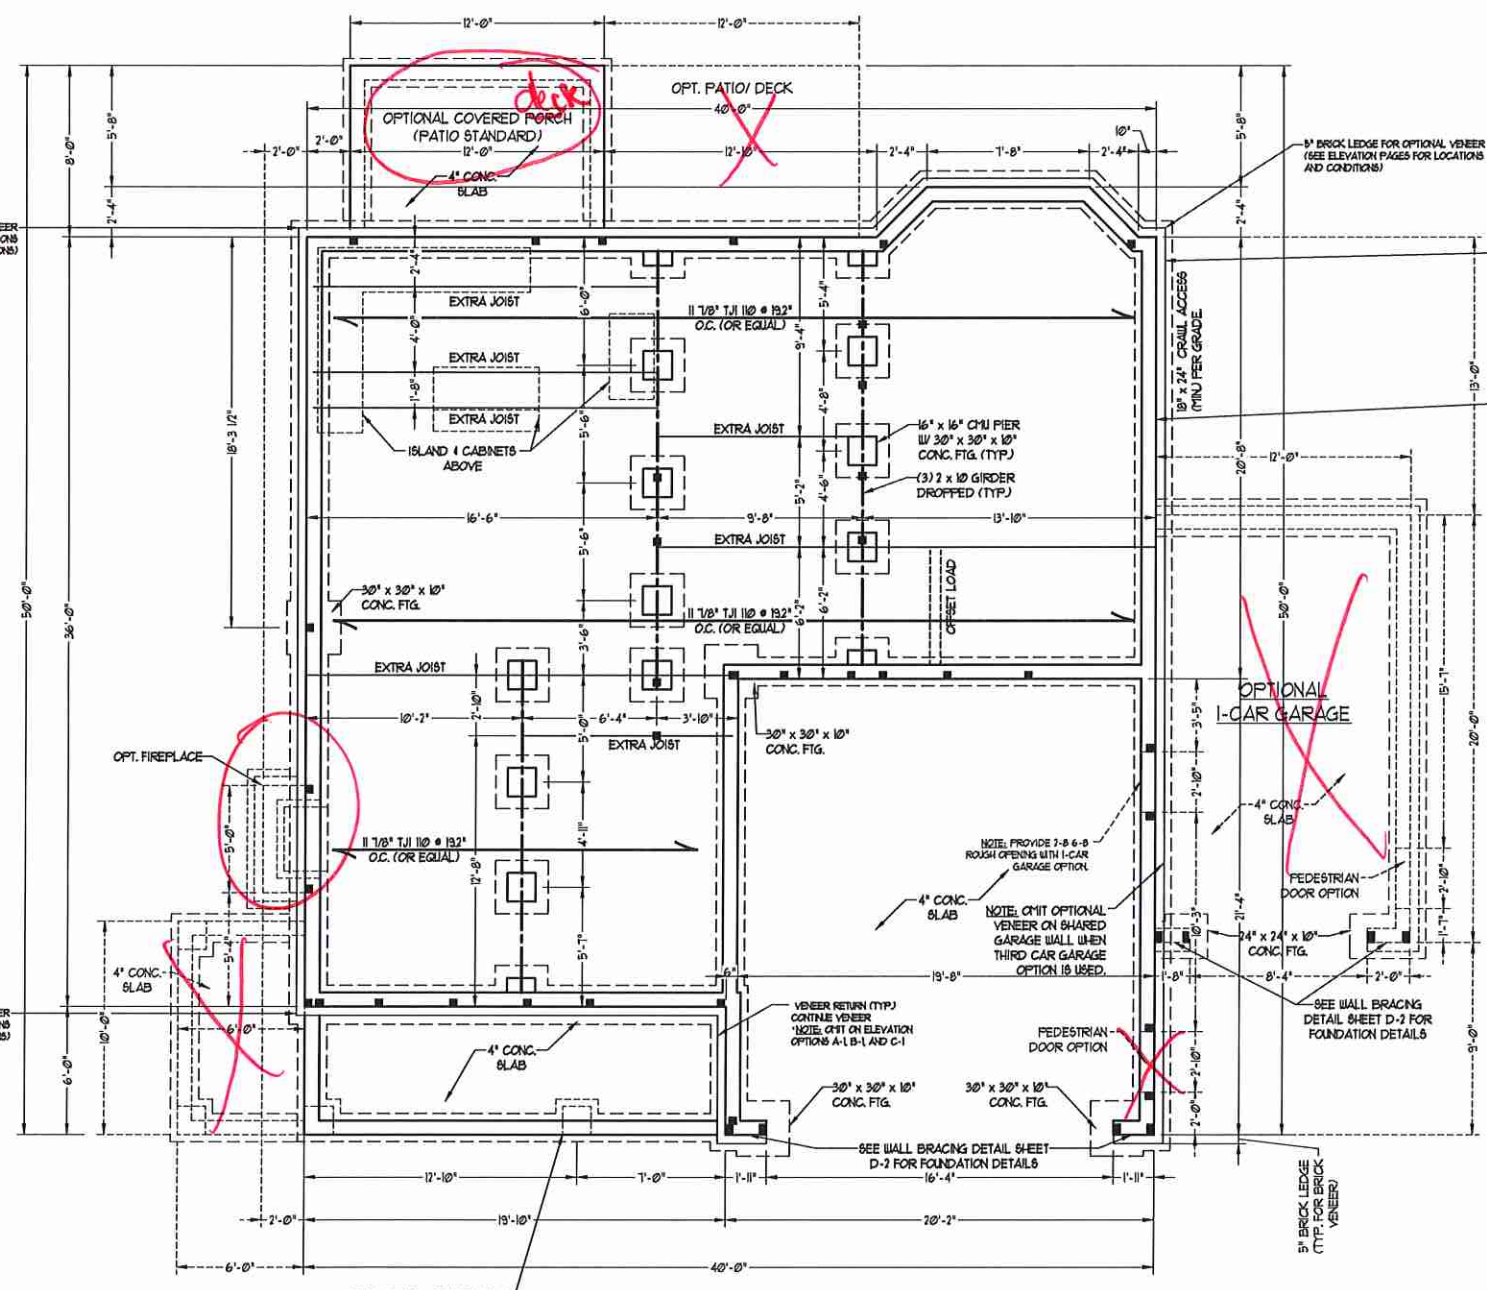 12'-0"
12'-0"
deck
OPTIONAL COVERED PORCH
(PATIO STANDARD)
OPT. PATIO/ DECK
40'-0"
8'-0"
5'-8"
2'-0"
2'-0"
12'-0"
12'-10"
2'-4"
7'-8"
2'-4"
10"
5'-8"
5" BRICK LEDGE FOR OPTIONAL VENEER
(SEE ELEVATION PAGES FOR LOCATIONS
AND CONDITIONS)
4" CONC.
SLAB
2'-4"
2'-4"
2'-4"
EXTRA JOIST
6'-0"
11 7/8" TJI 110 @ 19.2"
O.C. (OR EQUAL)
5'-4"
9'-4"
18" x 24" CRAWL ACCESS
(MIN.) PER GRADE
13'-0"
4'-0"
EXTRA JOIST
1'-8"
EXTRA JOIST
ISLAND & CABINETS
ABOVE
18'-3 1/2"
5'-6"
4'-8"
EXTRA JOIST
16" x 16" CMU PIER
W/ 30" x 30" x 10"
CONC. FTG. (TYP.)
(3) 2 x 10 GIRDER
DROPPED (TYP.)
20'-8"
12'-0"
16'-6"
9'-8"
13'-10"
5'-2"
4'-6"
5'-6"
EXTRA JOIST
50'-0"
36'-0"
30" x 30" x 10"
CONC. FTG.
11 7/8" TJI 110 @ 19.2"
O.C. (OR EQUAL)
6'-2"
6'-2"
OFFSET LOAD
50'-0"
3'-6"
EXTRA JOIST
2'-10"
10'-2"
6'-4"
3'-10"
5'-0"
EXTRA JOIST
30" x 30" x 10"
CONC. FTG.
3'-5"
OPTIONAL
1-CAR GARAGE
15'-7"
20'-0"
OPT. FIREPLACE
2'-10"
4" CONC.
SLAB
5'-0"
11 7/8" TJI 110 @ 19.2"
O.C. (OR EQUAL)
12'-8"
4'-11"
NOTE: PROVIDE 2-8 6-8
ROUGH OPENING WITH 1-CAR
GARAGE OPTION.
4" CONC.
SLAB
NOTE: OMIT OPTIONAL
VENEER ON SHARED
GARAGE WALL WHEN
THIRD CAR GARAGE
OPTION IS USED.
PEDESTRIAN
DOOR OPTION
2'-10"
1'-7"
10'-3"
21'-4"
24" x 24" x 10"
CONC. FTG.
5'-4"
5'-7"
4" CONC.
SLAB
6'-0"
10'-0"
6"
19'-8"
1'-8"
8'-4"
2'-0"
SEE WALL BRACING
DETAIL SHEET D-2 FOR
FOUNDATION DETAILS
VENEER RETURN (TYP.)
CONTINUE VENEER
*NOTE: OMIT ON ELEVATION
OPTIONS A-1, B-1, AND C-1
PEDESTRIAN
DOOR OPTION
2'-10"
9'-0"
6'-0"
4" CONC.
SLAB
30" x 30" x 10"
CONC. FTG.
30" x 30" x 10"
CONC. FTG.
2'-0"
SEE WALL BRACING DETAIL SHEET
D-2 FOR FOUNDATION DETAILS
12'-10"
7'-0"
1'-11"
16'-4"
1'-11"
5" BRICK LEDGE
(TYP. FOR BRICK
VENEER)
2'-0"
19'-10"
20'-2"
6'-0"
40'-0"